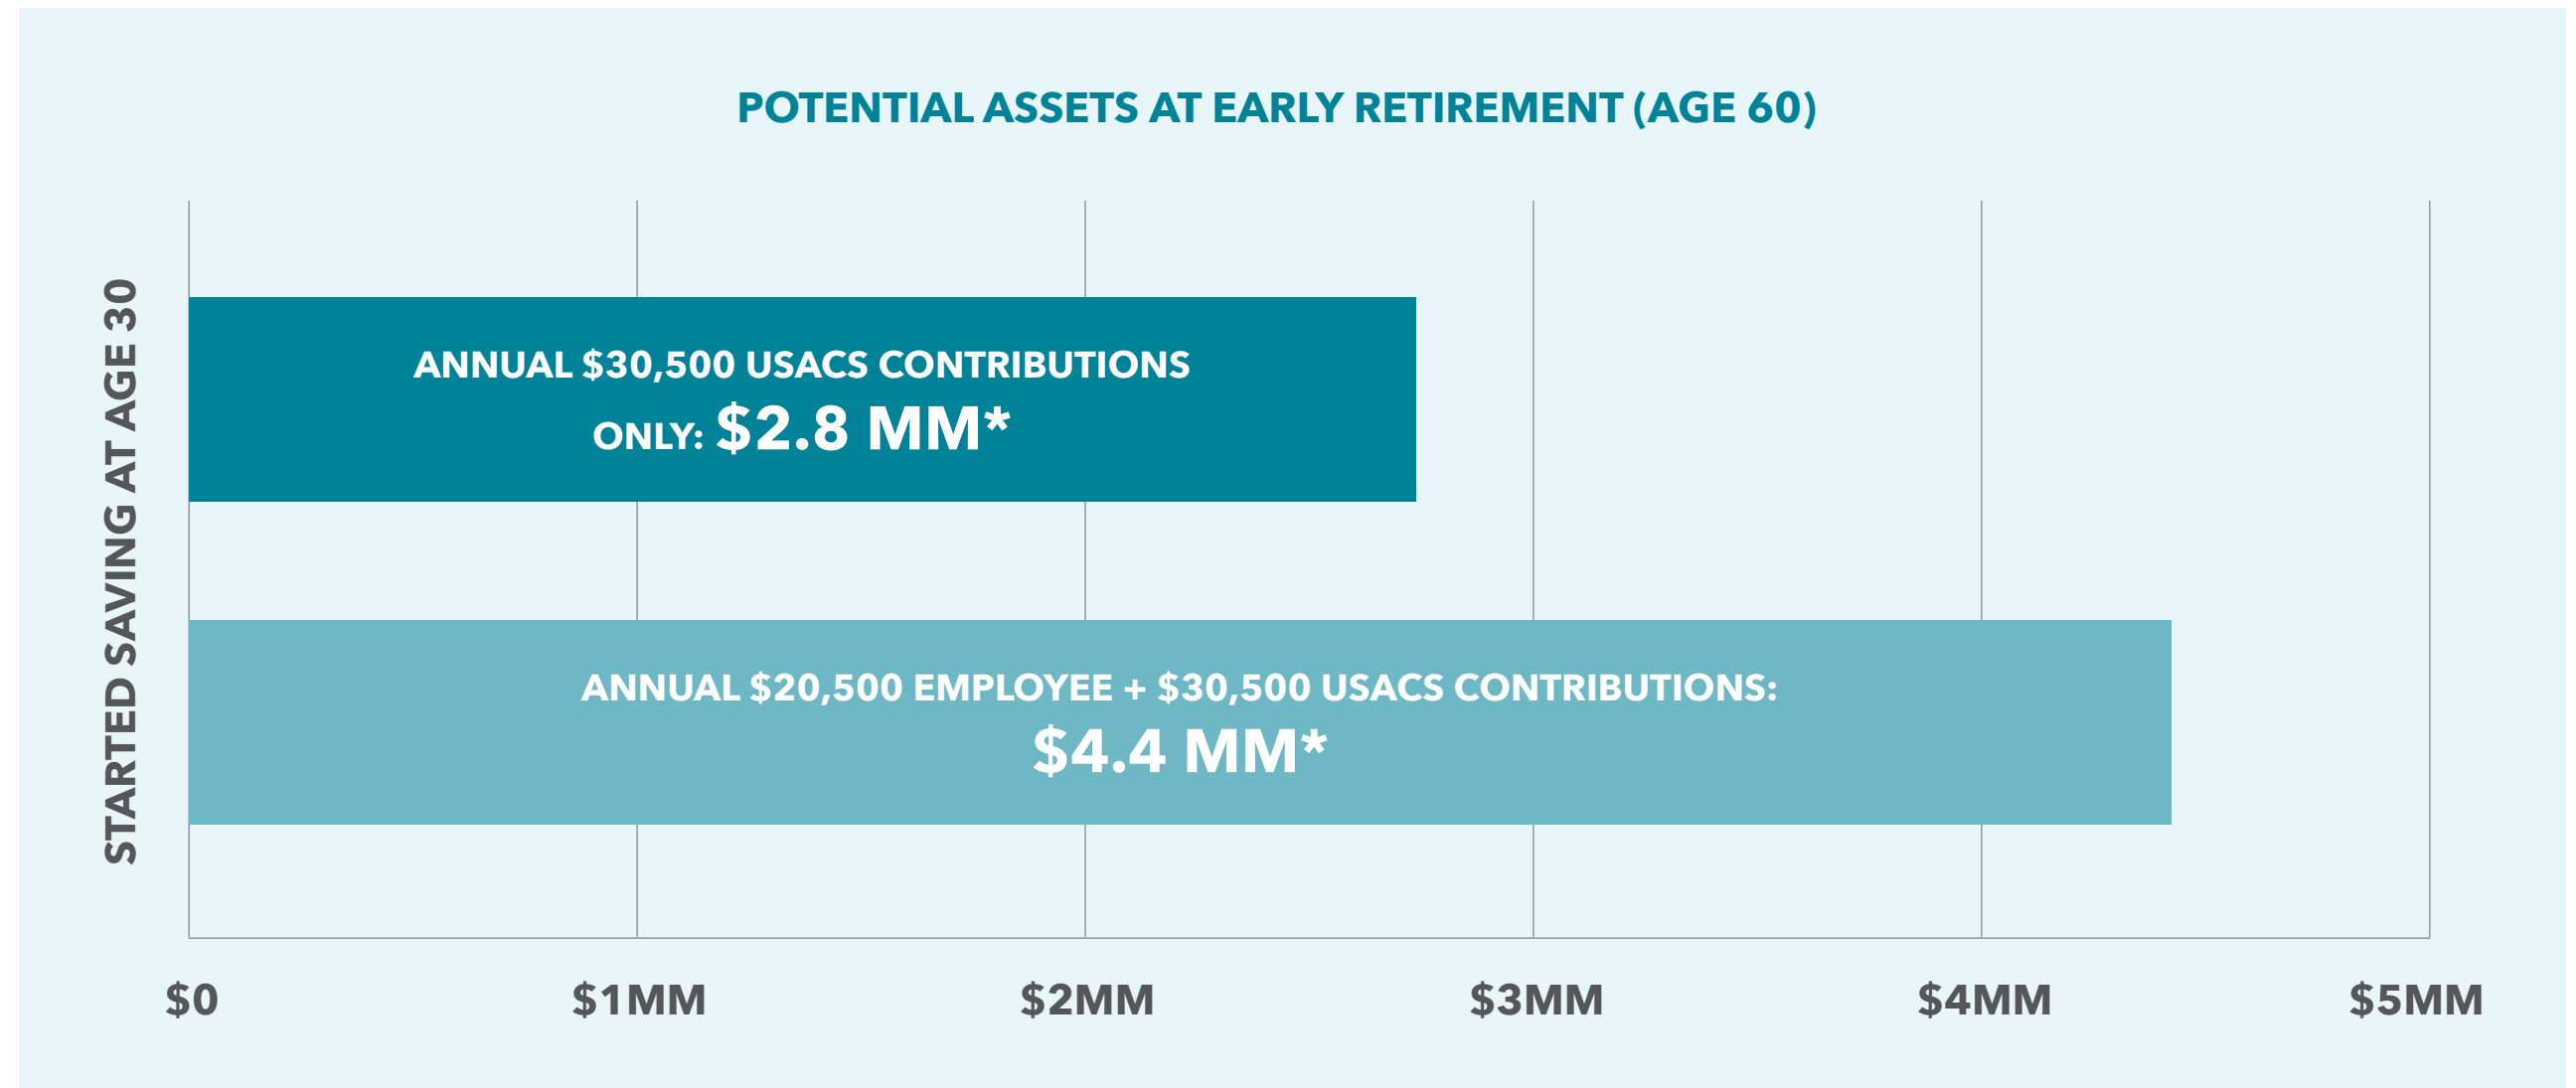 POTENTIAL ASSETS AT EARLY RETIREMENT (AGE 60)
STARTED SAVING AT AGE 30
ANNUAL $30,500 USACS CONTRIBUTIONS
ONLY: $2.8 MM*
ANNUAL $20,500 EMPLOYEE + $30,500 USACS CONTRIBUTIONS:
$4.4 MM*
$0 $1MM $2MM $3MM $4MM $5MM